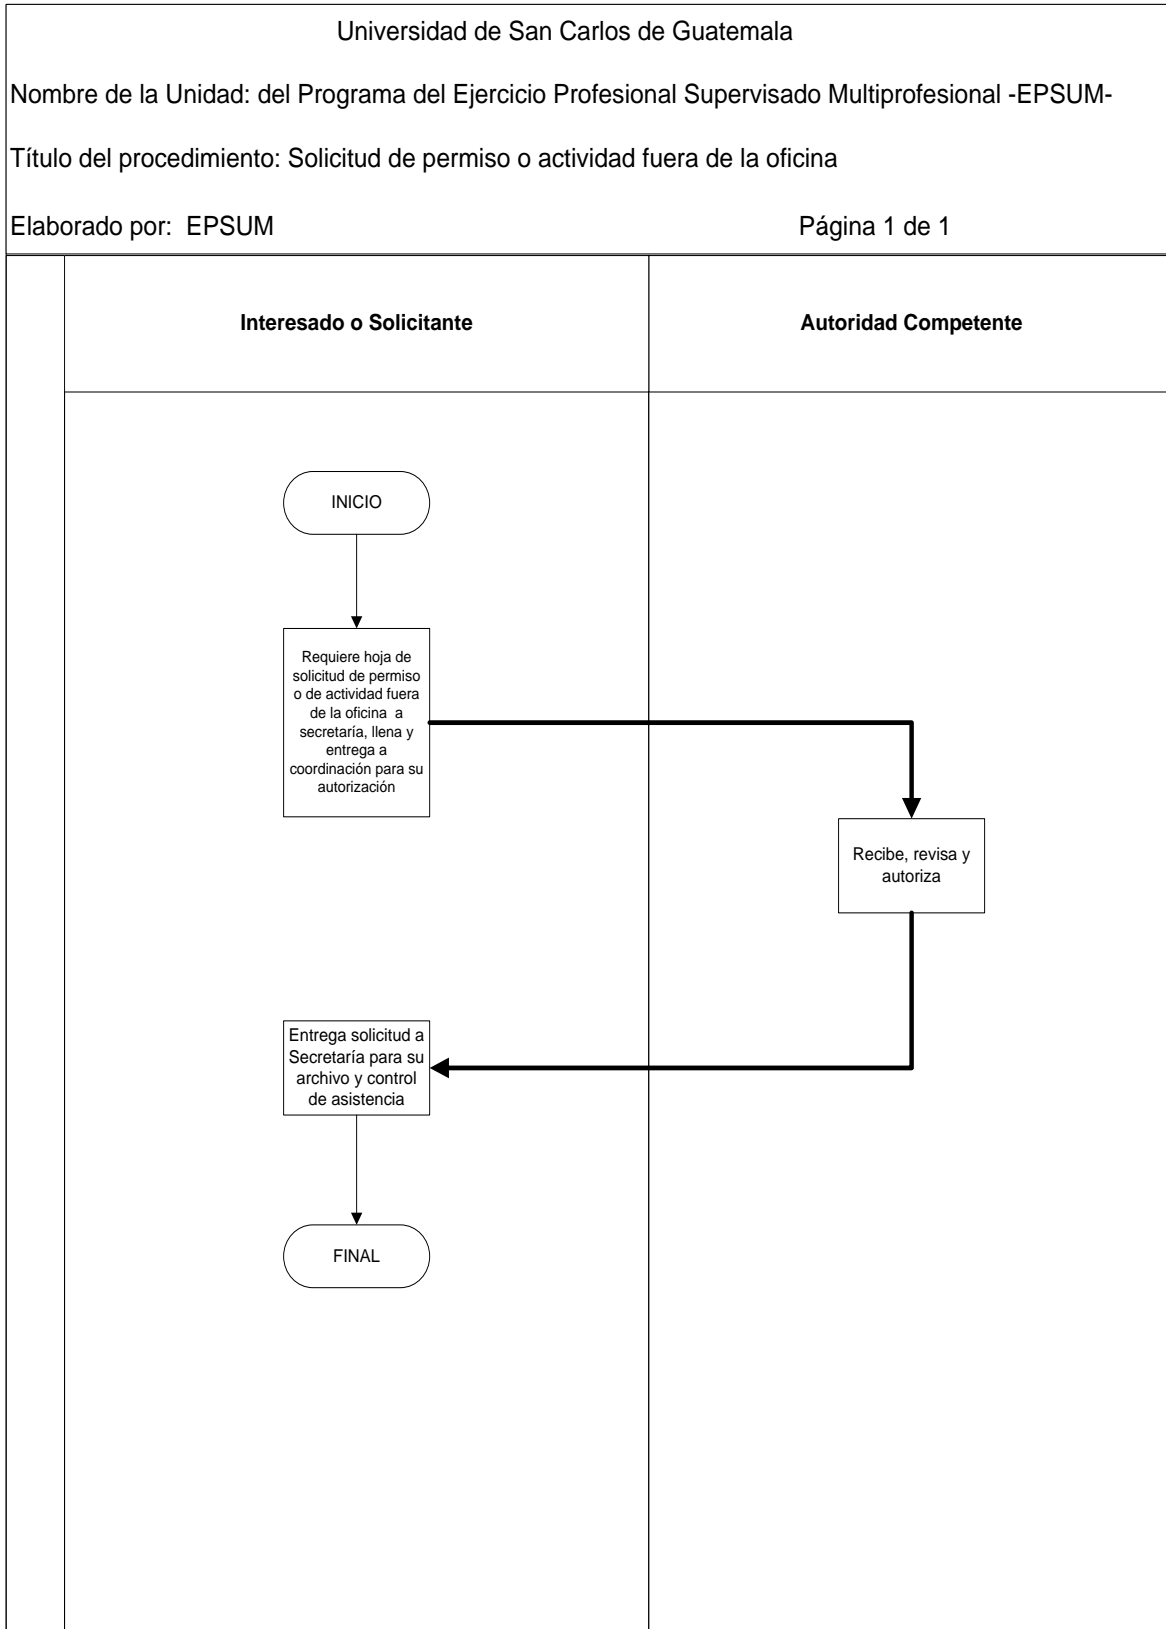 Universidad de San Carlos de Guatemala
Nombre de la Unidad: del Programa del Ejercicio Profesional Supervisado Multiprofesional -EPSUM-
Título del procedimiento: Solicitud de permiso o actividad fuera de la oficina
Elaborado por: EPSUM Página 1 de 1
Interesado o Solicitante Autoridad Competente
INICIO
Requiere hoja de
solicitud de permiso
o de actividad fuera
de la oficina a
secretaría, llena y
entrega a
coordinación para su
autorización
Recibe, revisa y
autoriza
Entrega solicitud a
Secretaría para su
archivo y control
de asistencia
FINAL